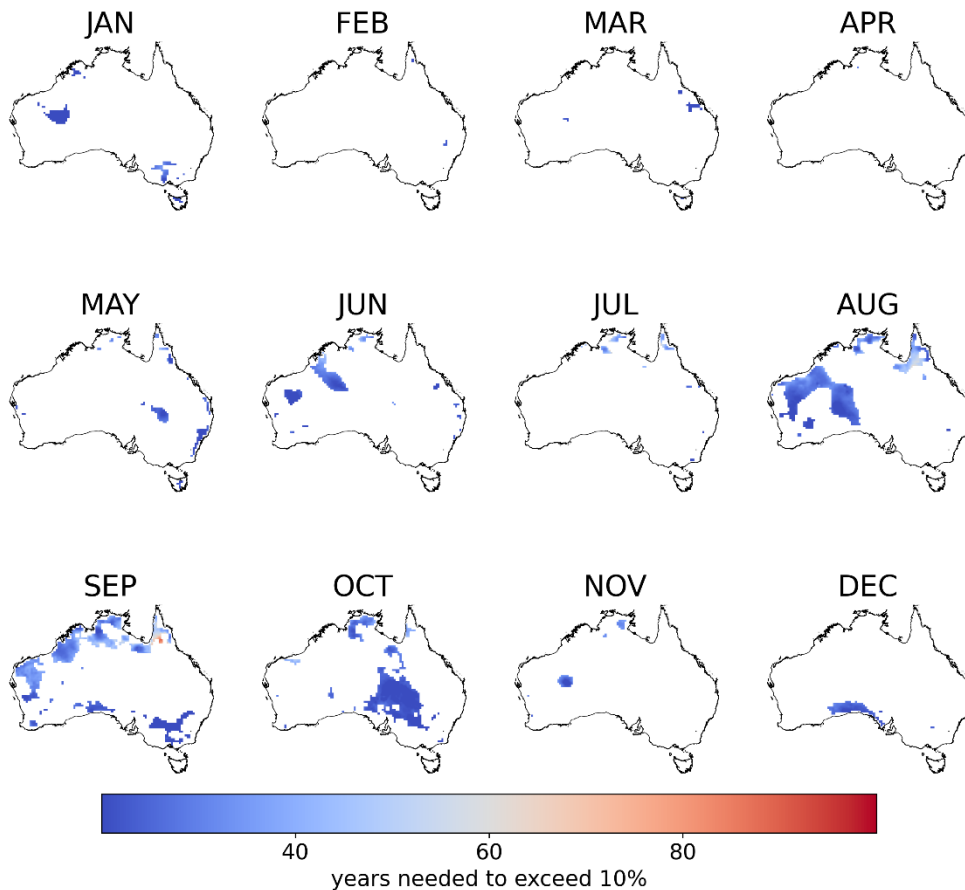 JAN FEB MAR APR
MAY JUN JUL AUG
SEP OCT NOV DEC
40 60 80
years needed to exceed 10%